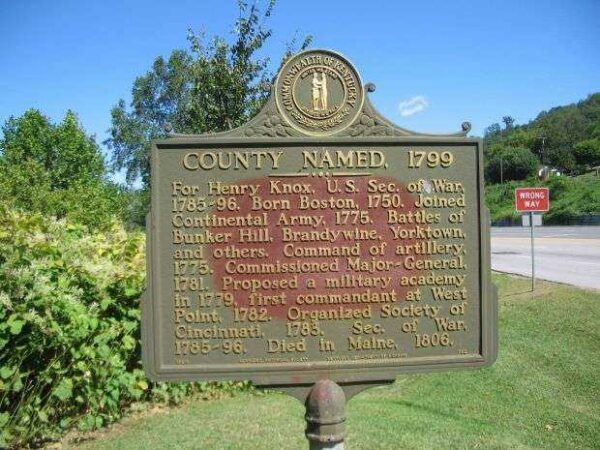 COMMONWEALTH OF KENTUCKY
COUNTY NAMED, 1799
For Henry Knox, U.S. Sec. of War,
1785-96. Born Boston, 1750. Joined
Continental Army, 1775. Battles of
Bunker Hill, Brandywine, Yorktown,
and others. Command of artillery,
1775. Commissioned Major-General,
1781. Proposed a military academy
in 1779, first commandant at West
Point, 1782. Organized Society of
Cincinnati, 1783. Sec. of War,
1785-96. Died in Maine, 1806.
WRONG
WAY